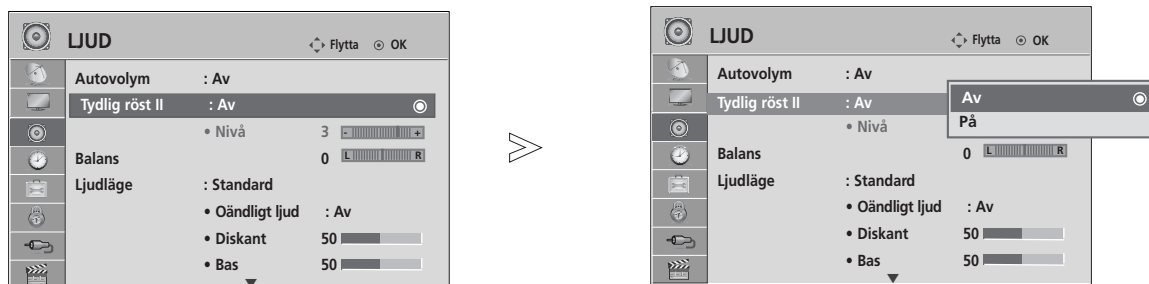 LJUD
Flytta OK
Autovolym : Av
Tydlig röst II : Av
• Nivå 3 - +
Balans 0 L R
Ljudläge : Standard
• Oändligt ljud : Av
• Diskant 50
• Bas 50
LJUD
Flytta OK
Autovolym : Av
Tydlig röst II : Av
Av
På
• Nivå
Balans 0 L R
Ljudläge : Standard
• Oändligt ljud : Av
• Diskant 50
• Bas 50